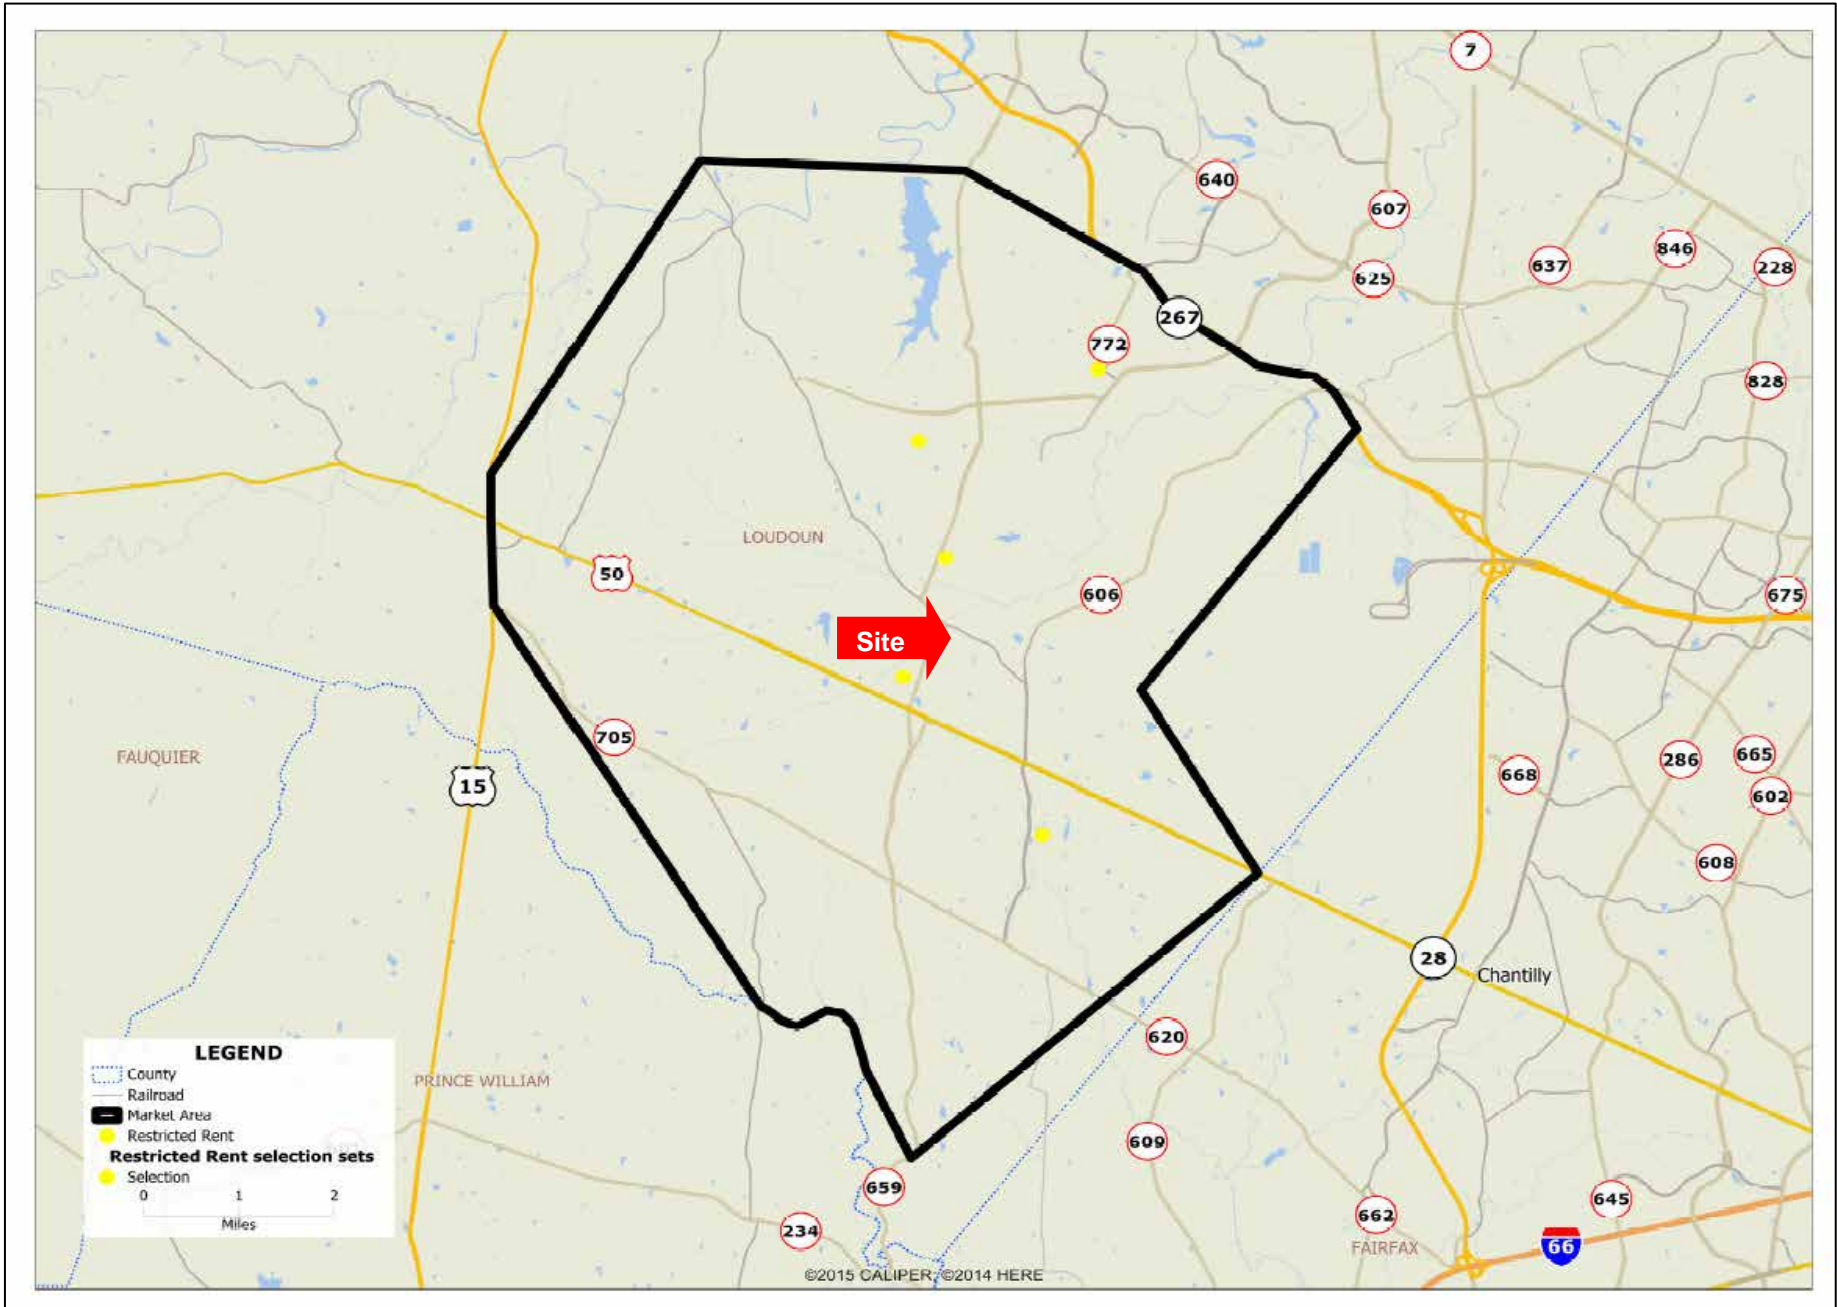 7
640
607
846
637
228
625
267
772
828
LOUDOUN
50
606
675
Site
705
FAUQUIER
15
286
665
668
602
608
28
Chantilly
620
LEGEND
County
Railroad
Market Area
Restricted Rent
Restricted Rent selection sets
Selection
0 1 2
Miles
PRINCE WILLIAM
609
659
645
662
234
FAIRFAX
66
©2015 CALIPER; ©2014 HERE